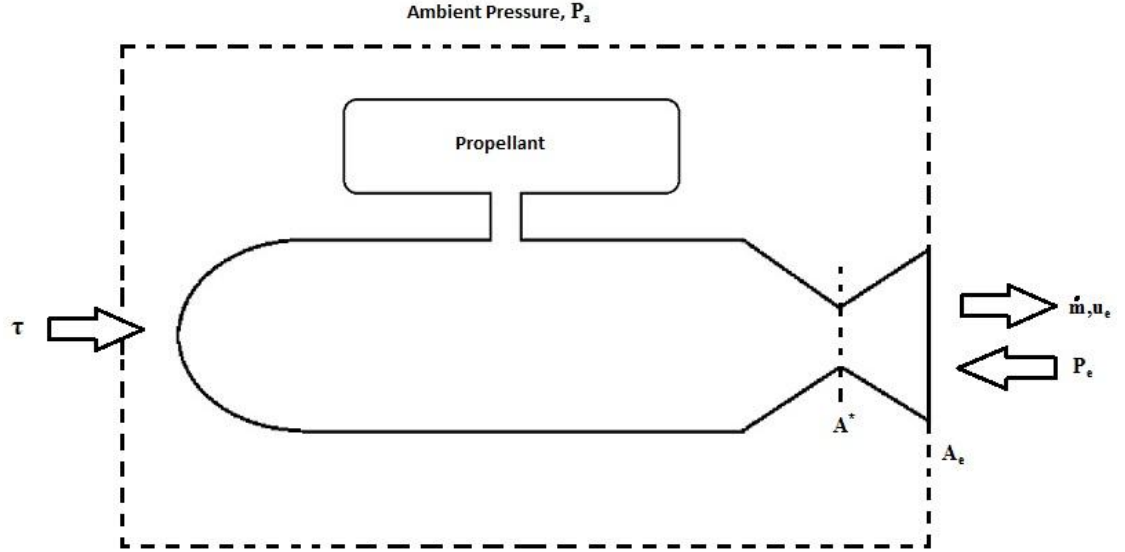 Ambient Pressure, Pₐ
Propellant
τ
ṁ,uₑ
Pₑ
A*
Aₑ